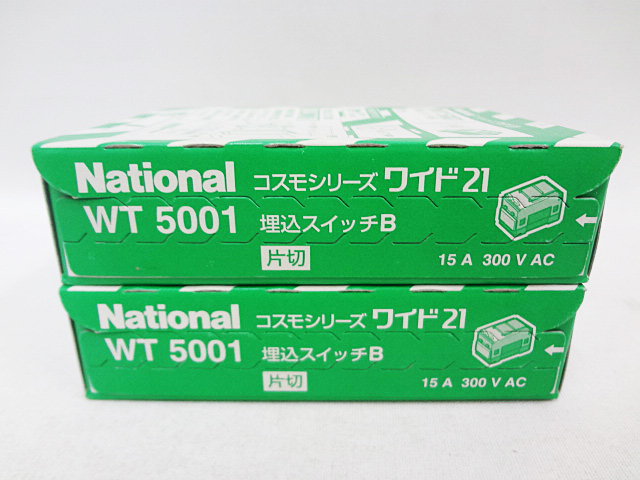 National コスモシリーズ ワイド21
WT 5001 埋込スイッチB
片切 15 A 300 V AC
National コスモシリーズ ワイド21
WT 5001 埋込スイッチB
片切 15 A 300 V AC